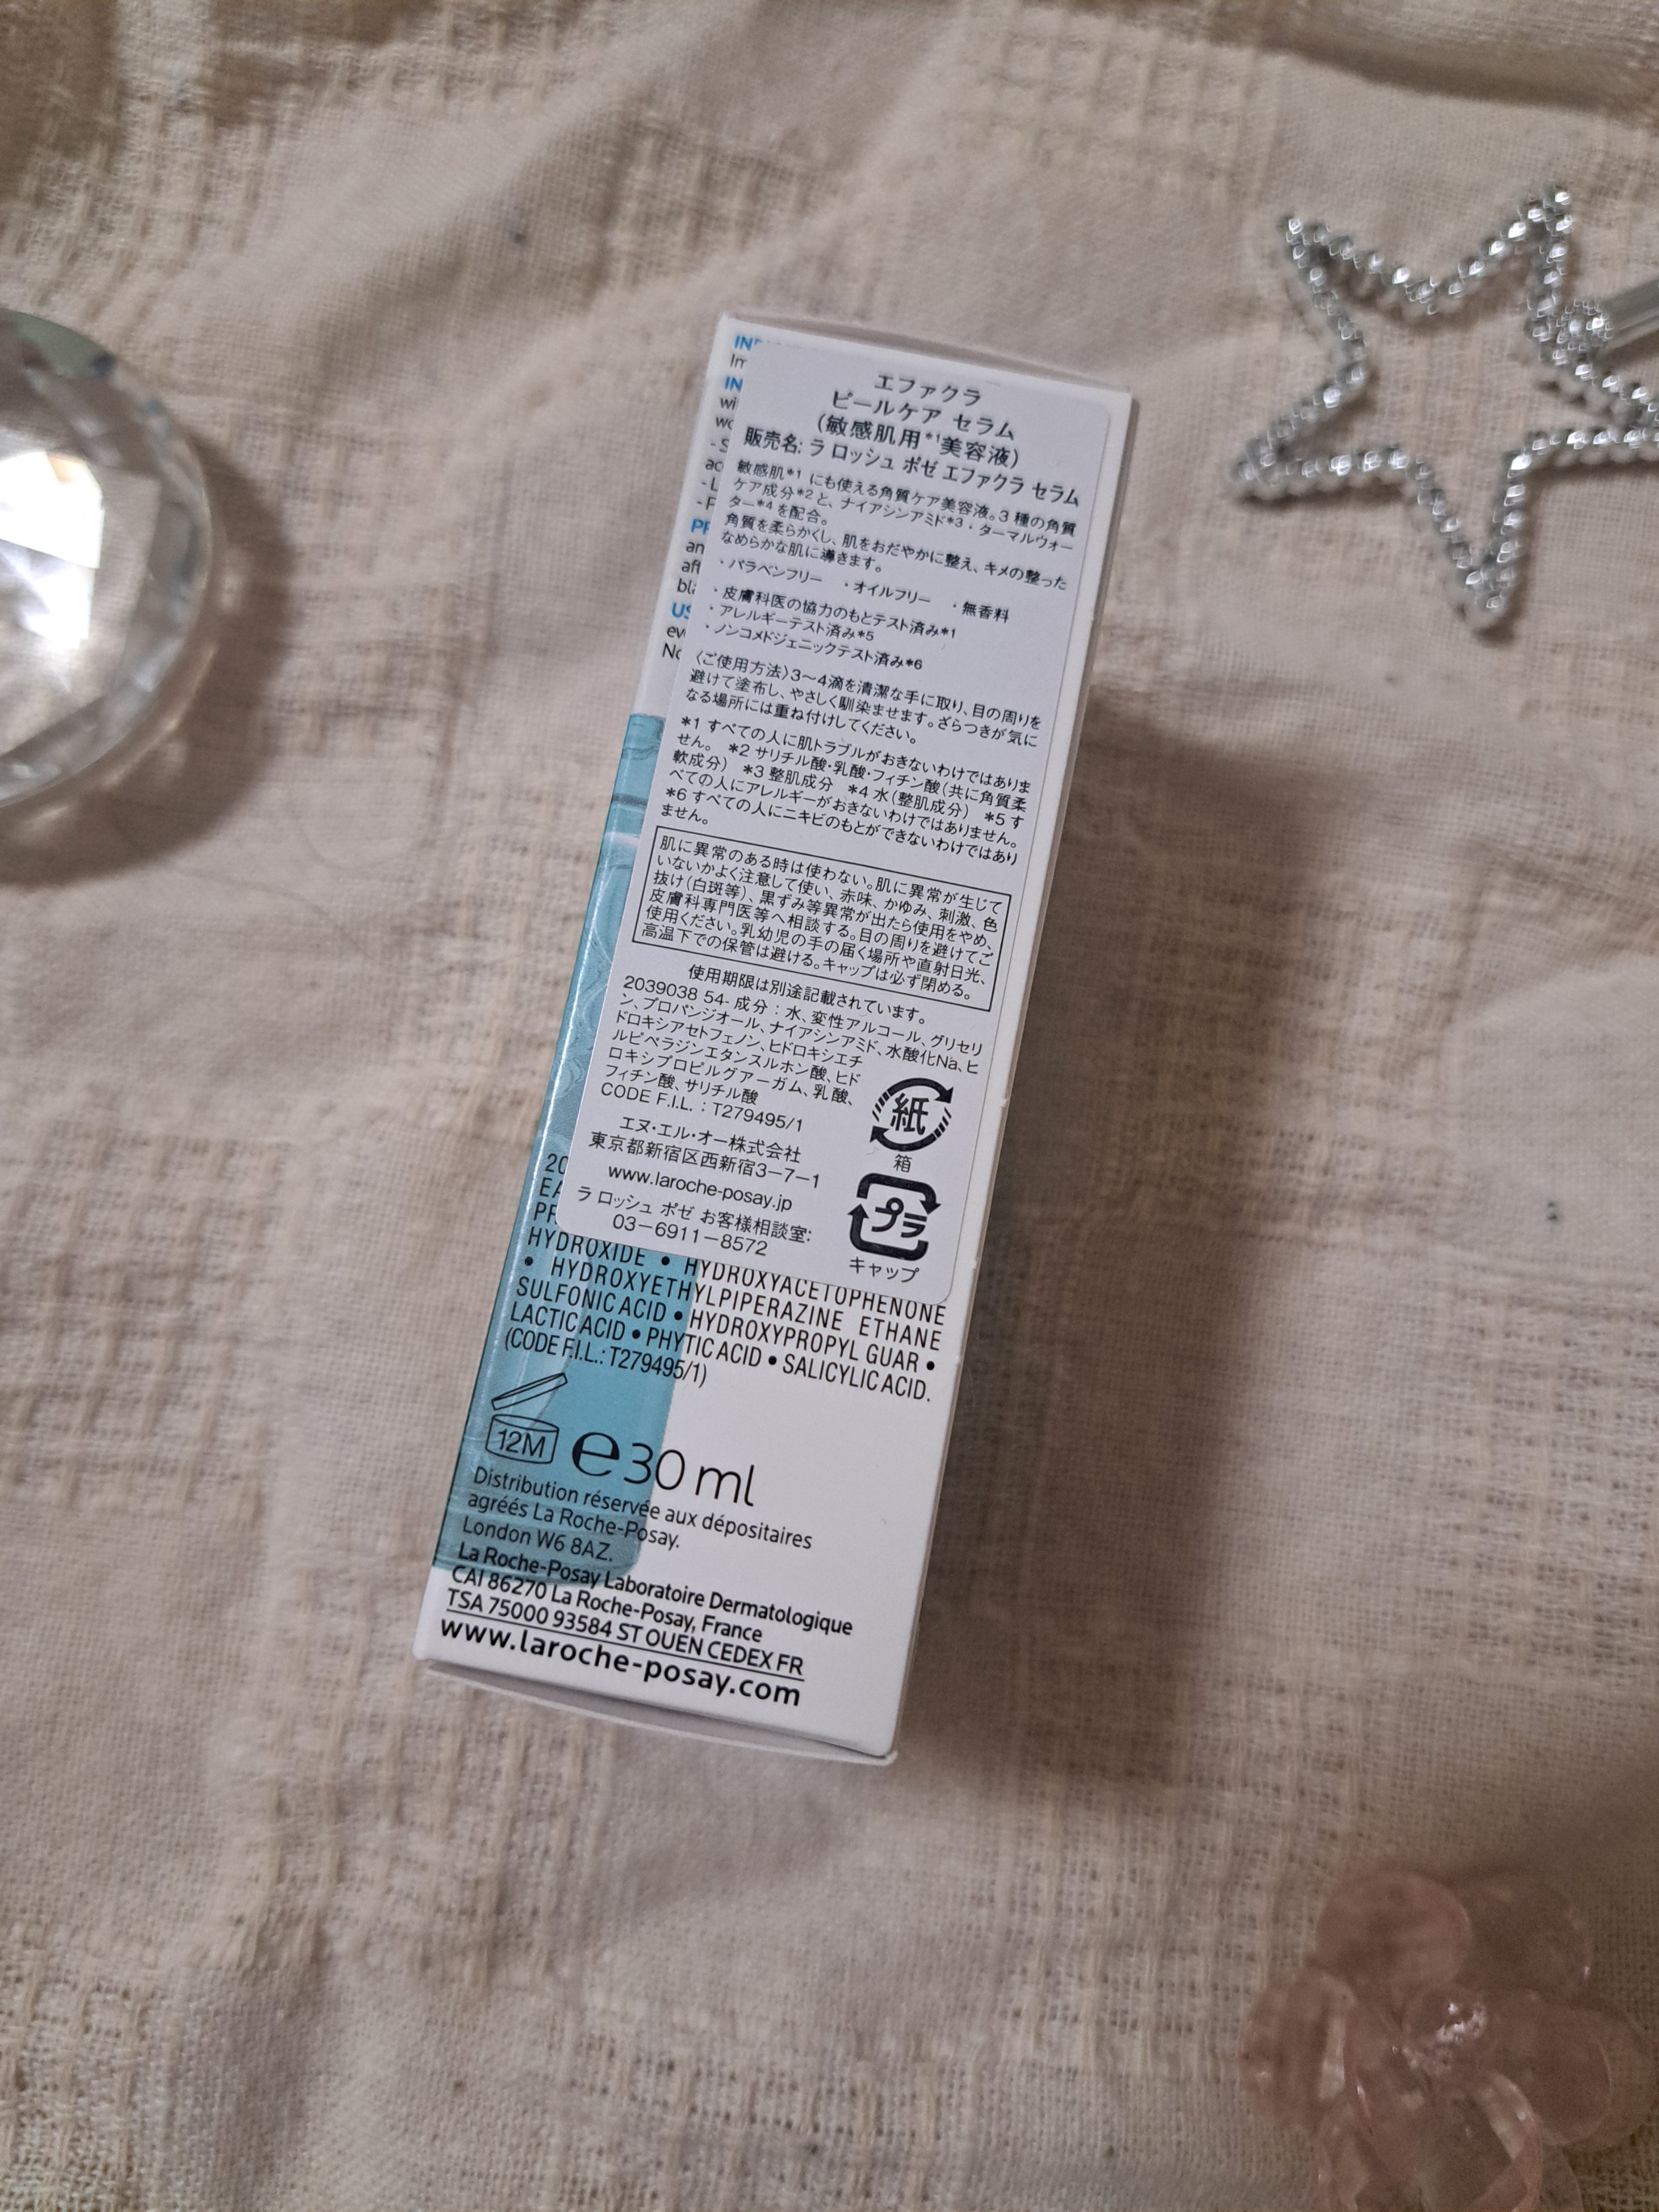 エファクラ
ピールケア セラム
(敏感肌用*1美容液)
販売名: ラ ロッシュ ポゼ エファクラ セラム
敏感肌*1 にも使える角質ケア美容液。3 種の角質
ケア成分*2と、ナイアシンアミド*3・ターマルウォー
ター*4 を配合。
角質を柔らかくし、肌をおだやかに整え、キメの整った
なめらかな肌に導きます。
・パラベンフリー ・オイルフリー ・無香料
・皮膚科医の協力のもとテスト済み*1
・アレルギーテスト済み*5
・ノンコメドジェニックテスト済み*6
〈ご使用方法〉3〜4滴を清潔な手に取り、目の周りを
避けて塗布し、やさしく馴染ませます。ざらつきが気に
なる場所には重ね付けしてください。
*1 すべての人に肌トラブルがおきないわけではありま
せん。 *2 サリチル酸・乳酸・フィチン酸(共に角質柔
軟成分) *3 整肌成分 *4 水(整肌成分) *5 す
べての人にアレルギーがおきないわけではありません。
*6 すべての人にニキビのもとができないわけではあり
ません。
肌に異常のある時は使わない。肌に異常が生じて
いないかよく注意して使い、赤味、かゆみ、刺激、色
抜け(白斑等)、黒ずみ等異常が出たら使用をやめ、
皮膚科専門医等へ相談する。目の周りを避けてご
使用ください。乳幼児の手の届く場所や直射日光、
高温下での保管は避ける。キャップは必ず閉める。
使用期限は別途記載されています。
2039038 54- 成分 : 水、変性アルコール、グリセリ
ン、プロパンジオール、ナイアシンアミド、水酸化Na、ヒ
ドロキシアセトフェノン、ヒドロキシエチ
ルピペラジンエタンスルホン酸、ヒド
ロキシプロピルグアーガム、乳酸、
フィチン酸、サリチル酸
CODE F.I.L. : T279495/1
紙
箱
エヌ・エル・オー株式会社
東京都新宿区西新宿3−7−1
www.laroche-posay.jp
ラ ロッシュ ポゼ お客様相談室:
03−6911−8572
プラ
キャップ
HYDROXIDE • HYDROXYACETOPHENONE
• HYDROXYETHYLPIPERAZINE ETHANE
SULFONIC ACID • HYDROXYPROPYL GUAR •
LACTIC ACID • PHYTIC ACID • SALICYLIC ACID.
(CODE F.I.L.: T279495/1)
12M e 30 ml
Distribution réservée aux dépositaires
agréés La Roche-Posay.
London W6 8AZ.
La Roche-Posay Laboratoire Dermatologique
CAI 86270 La Roche-Posay, France
TSA 75000 93584 ST OUEN CEDEX FR
www.laroche-posay.com